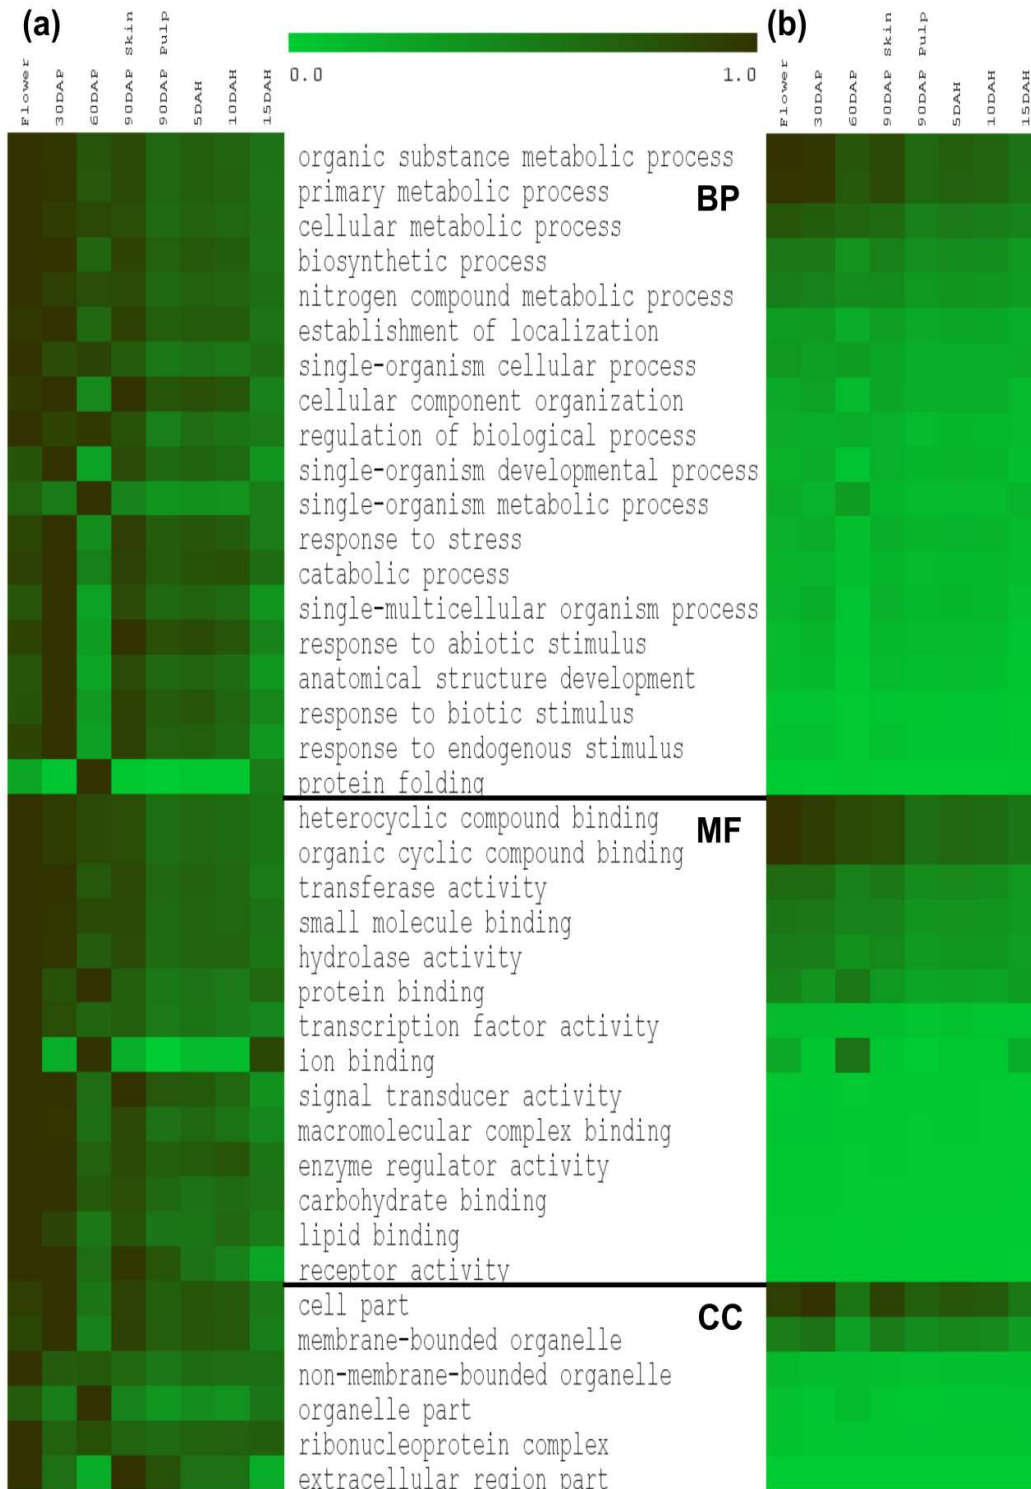 (a)
Flower
30DAP
60DAP
90DAP Skin
90DAP Pulp
5DAH
10DAH
15DAH
0.0
1.0
(b)
Flower
30DAP
60DAP
90DAP Skin
90DAP Pulp
5DAH
10DAH
15DAH
organic substance metabolic process
primary metabolic process
BP
cellular metabolic process
biosynthetic process
nitrogen compound metabolic process
establishment of localization
single-organism cellular process
cellular component organization
regulation of biological process
single-organism developmental process
single-organism metabolic process
response to stress
catabolic process
single-multicellular organism process
response to abiotic stimulus
anatomical structure development
response to biotic stimulus
response to endogenous stimulus
protein folding
heterocyclic compound binding
MF
organic cyclic compound binding
transferase activity
small molecule binding
hydrolase activity
protein binding
transcription factor activity
ion binding
signal transducer activity
macromolecular complex binding
enzyme regulator activity
carbohydrate binding
lipid binding
receptor activity
cell part
CC
membrane-bounded organelle
non-membrane-bounded organelle
organelle part
ribonucleoprotein complex
extracellular region part